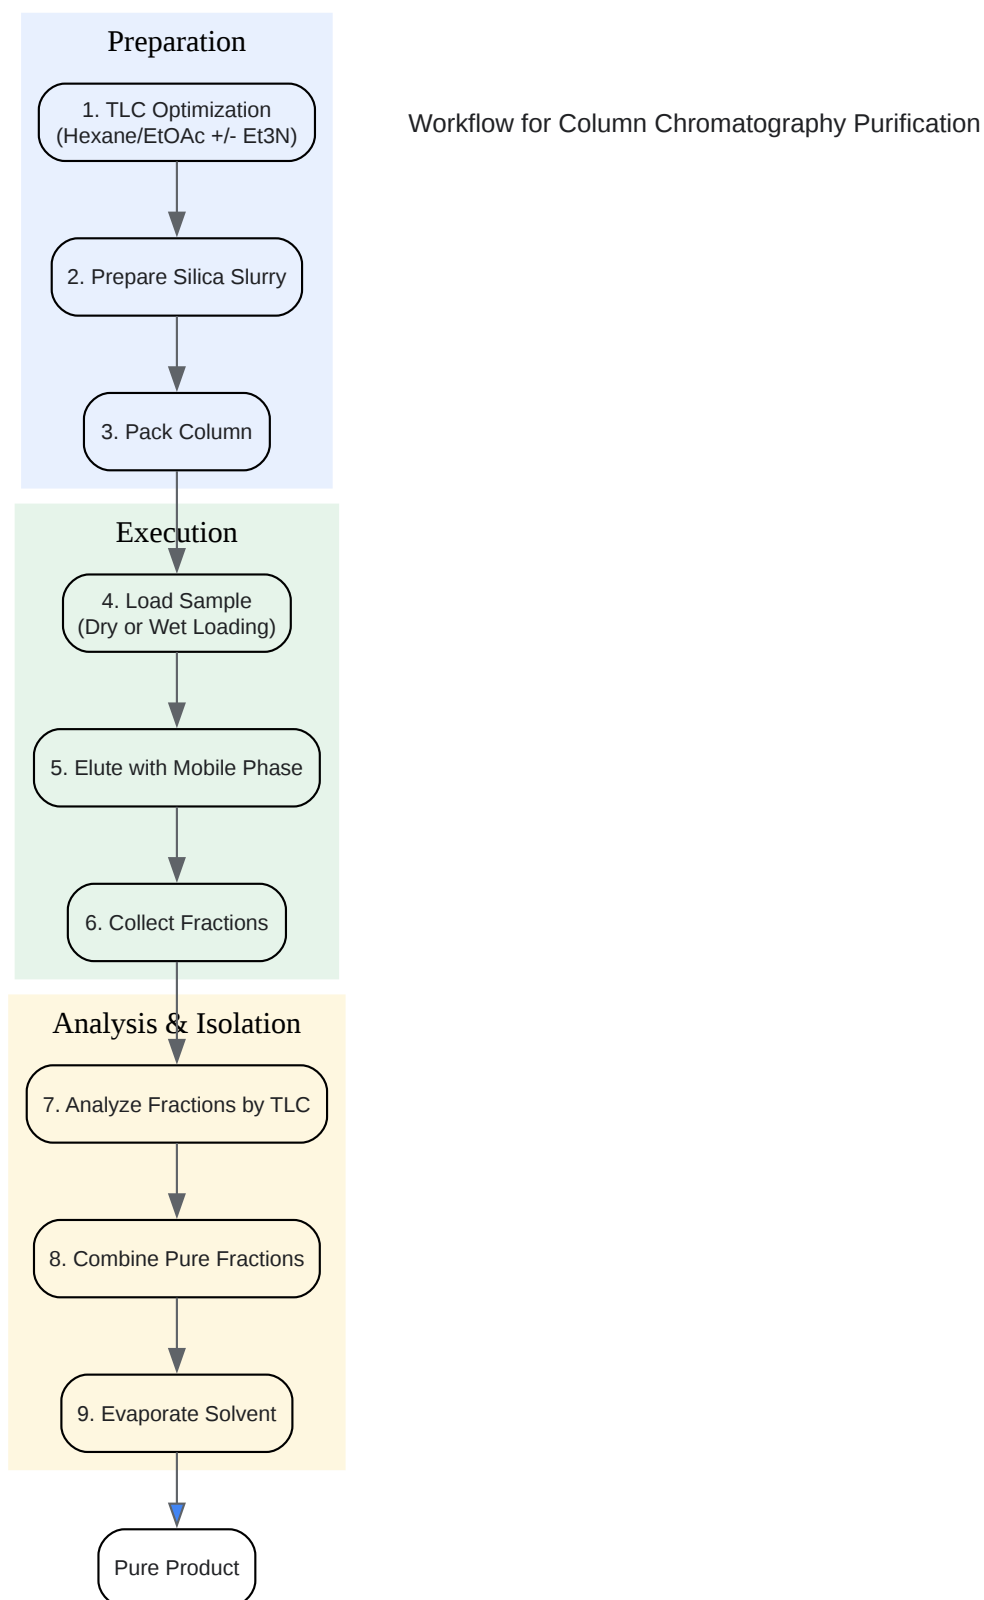 Preparation
1. TLC Optimization
(Hexane/EtOAc +/- Et3N)
Workflow for Column Chromatography Purification
2. Prepare Silica Slurry
3. Pack Column
Execution
4. Load Sample
(Dry or Wet Loading)
5. Elute with Mobile Phase
6. Collect Fractions
Analysis & Isolation
7. Analyze Fractions by TLC
8. Combine Pure Fractions
9. Evaporate Solvent
Pure Product